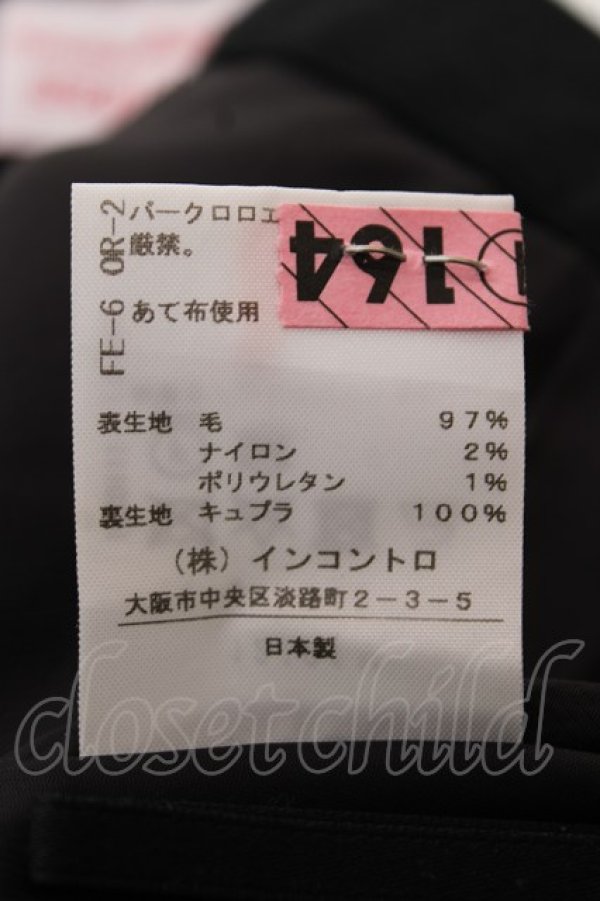 OR-2 パークロロエ
厳禁。
FE-6 あて布使用
164
表生地 毛 97%
ナイロン 2%
ポリウレタン 1%
裏生地 キュプラ 100%
(株)インコントロ
大阪市中央区淡路町2-3-5
日本製
closetchild